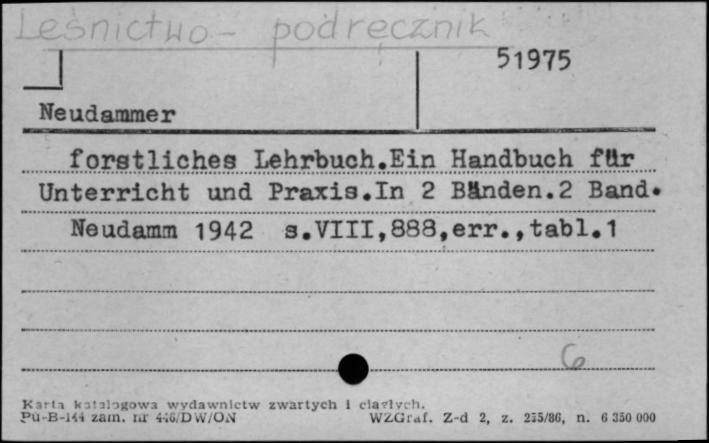 Leśnictwo - podręcznik
51975
Neudammer
forstliches Lehrbuch.Ein Handbuch für
Unterricht und Praxis.In 2 Bänden.2 Band.
Neudamm 1942 s.VIII,888,err.,tabl.1
6
Karta katalogowa wydawnictw zwartych i ciągłych.
Pu-B-144 zam. nr 446/DW/ON WZGraf. Z-d 2, z. 255/86, n. 6 350 000